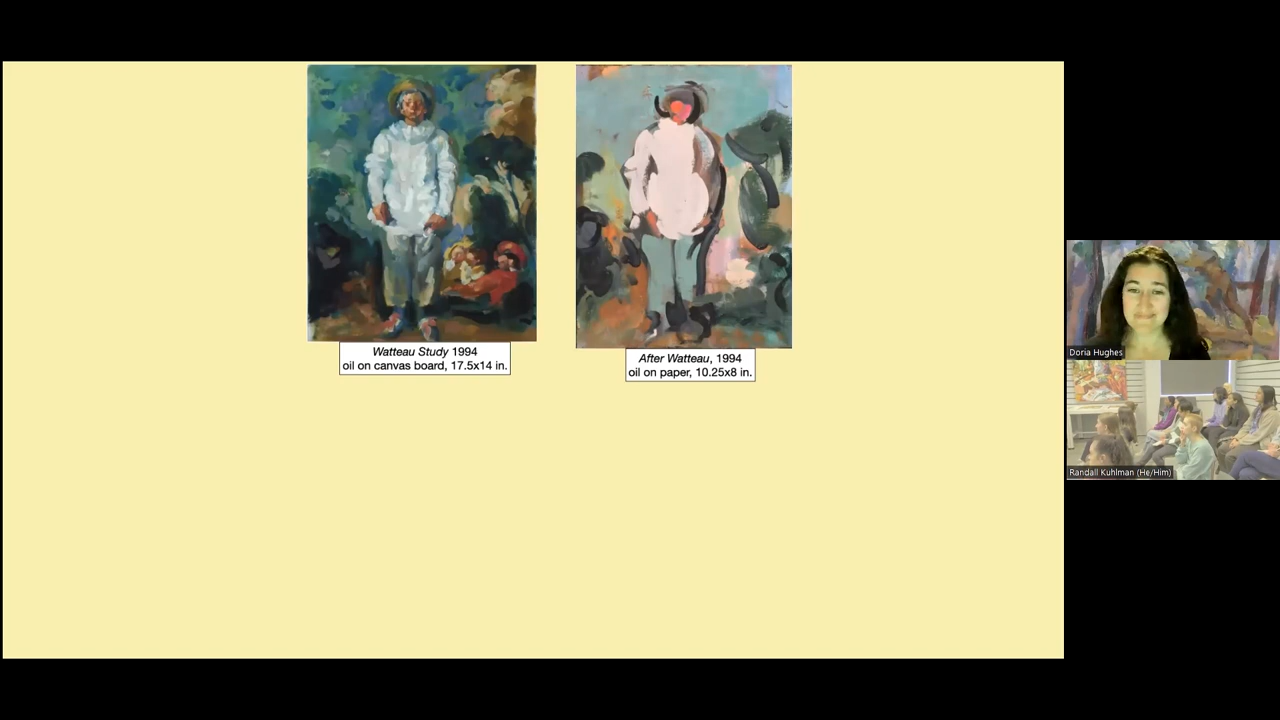 Watteau Study 1994
oil on canvas board, 17.5x14 in.
After Watteau, 1994
oil on paper, 10.25x8 in.
Doria Hughes
Randall Kuhlman (He/Him)